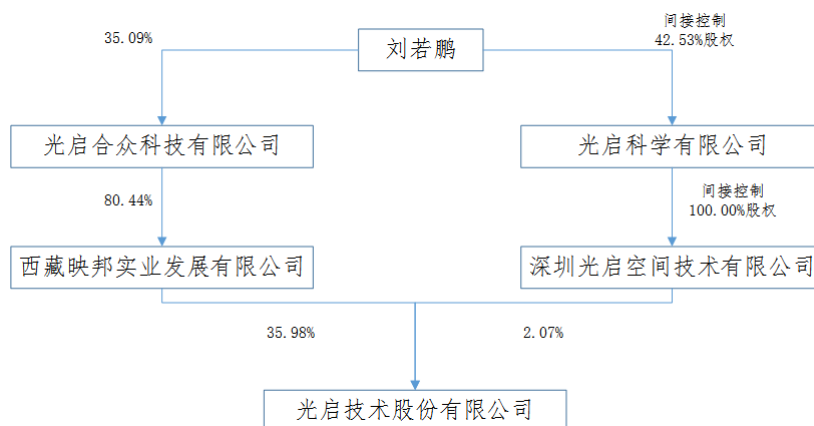 35.09%
刘若鹏
间接控制
42.53%股权
光启合众科技有限公司
光启科学有限公司
80.44%
间接控制
100.00%股权
西藏映邦实业发展有限公司
深圳光启空间技术有限公司
35.98%
2.07%
光启技术股份有限公司